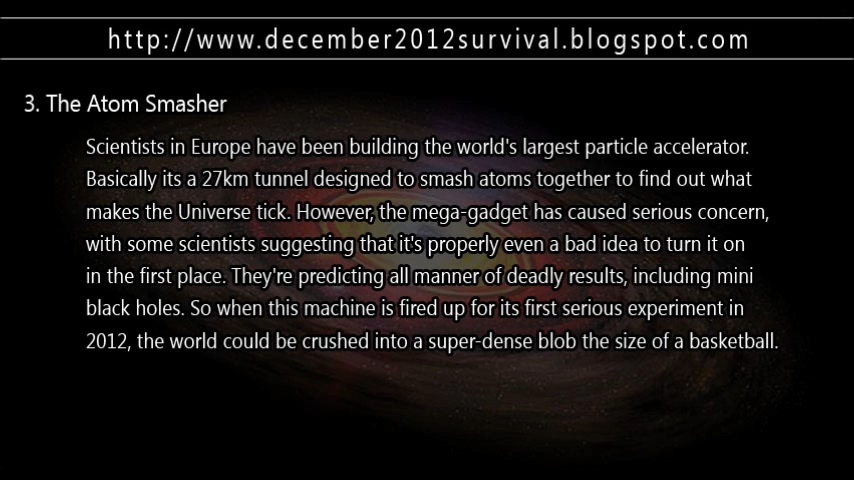 http://www.december2012survival.blogspot.com
3. The Atom Smasher
Scientists in Europe have been building the world's largest particle accelerator.
Basically its a 27km tunnel designed to smash atoms together to find out what
makes the Universe tick. However, the mega-gadget has caused serious concern,
with some scientists suggesting that it's properly even a bad idea to turn it on
in the first place. They're predicting all manner of deadly results, including mini
black holes. So when this machine is fired up for its first serious experiment in
2012, the world could be crushed into a super-dense blob the size of a basketball.